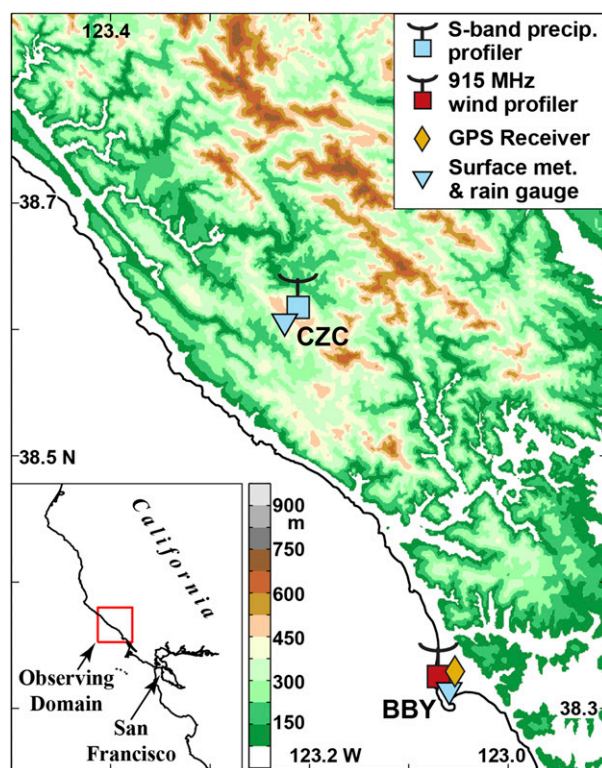 123.4
S-band precip.
profiler
915 MHz
wind profiler
GPS Receiver
Surface met.
& rain gauge
38.7
CZC
38.5 N
California
900
m
750
600
450
300
150
Observing
Domain
San
Francisco
BBY
38.3
123.2 W
123.0